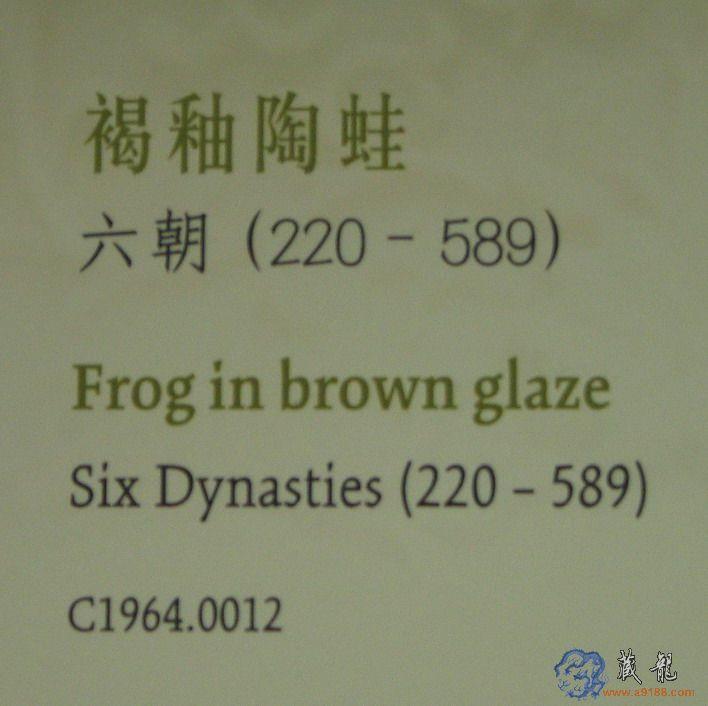 褐釉陶蛙
六朝（220 - 589）
Frog in brown glaze
Six Dynasties (220 – 589)
C1964.0012
藏龍
www.a9188.com